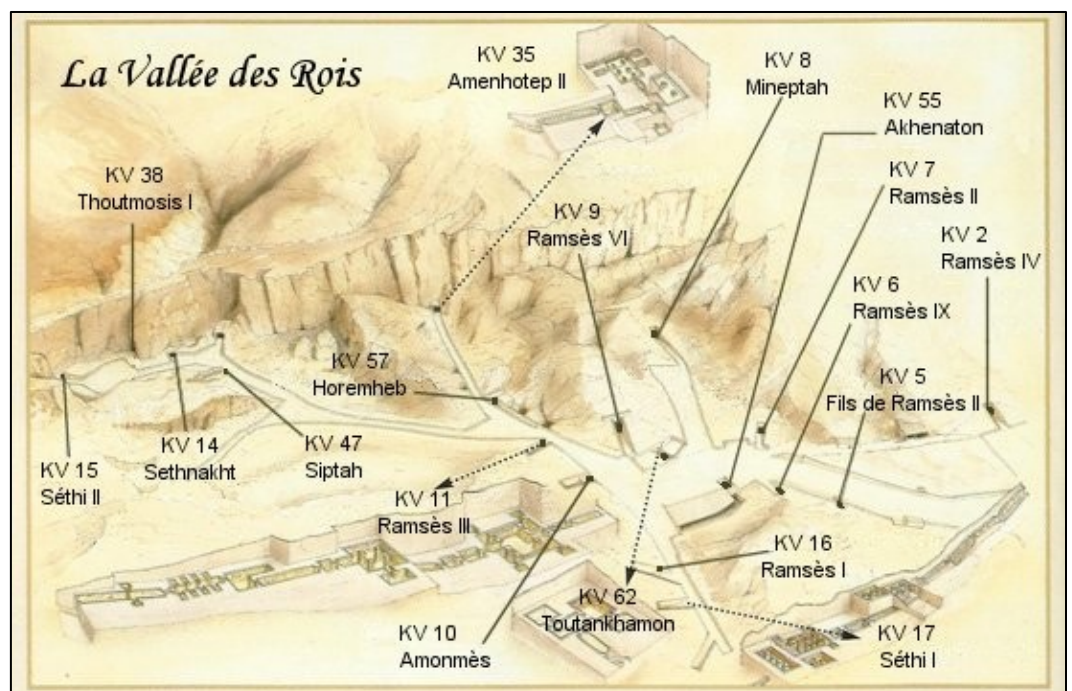 La Vallée des Rois
KV 35
Amenhotep II
KV 8
Mineptah
KV 55
Akhenaton
KV 38
Thoutmosis I
KV 7
Ramsès II
KV 9
Ramsès VI
KV 2
Ramsès IV
KV 6
Ramsès IX
KV 57
Horemheb
KV 5
Fils de Ramsès II
KV 15
Séthi II
KV 14
Sethnakht
KV 47
Siptah
KV 11
Ramsès III
KV 16
Ramsès I
KV 62
Toutankhamon
KV 10
Amonmès
KV 17
Séthi I